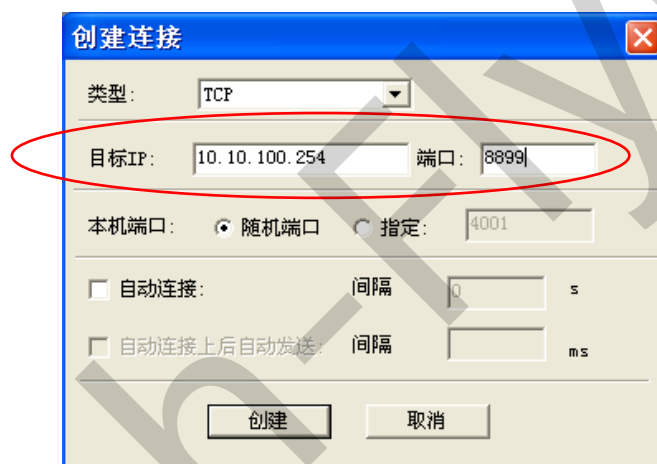 创建连接
类型: TCP
目标IP: 10.10.100.254 端口: 8899
本机端口: 随机端口 指定: 4001
自动连接: 间隔 0 s
自动连接上后自动发送: 间隔 ms
创建 取消
h-Fly